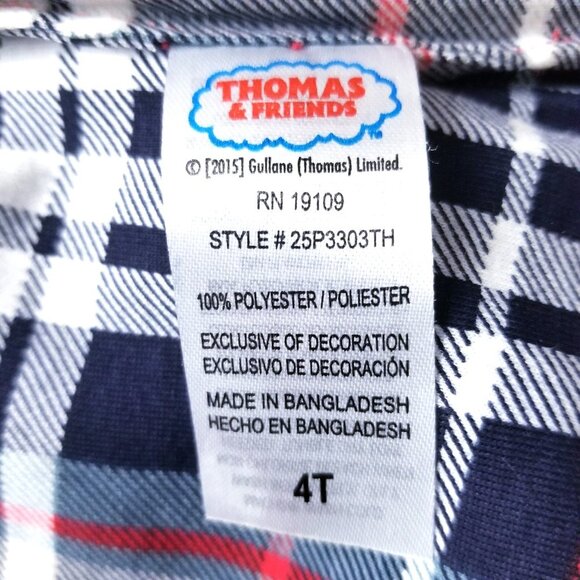 THOMAS
& FRIENDS
™
© [2015] Gullane (Thomas) Limited.
RN 19109
STYLE # 25P3303TH
100% POLYESTER / POLIESTER
EXCLUSIVE OF DECORATION
EXCLUSIVO DE DECORACIÓN
MADE IN BANGLADESH
HECHO EN BANGLADESH
4T